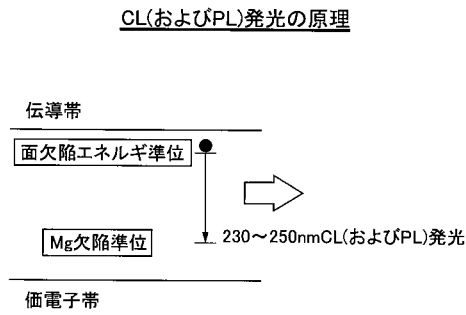 CL(およびPL)発光の原理
伝導帯
面欠陥エネルギ準位
Mg欠陥準位
230～250nmCL(およびPL)発光
価電子帯